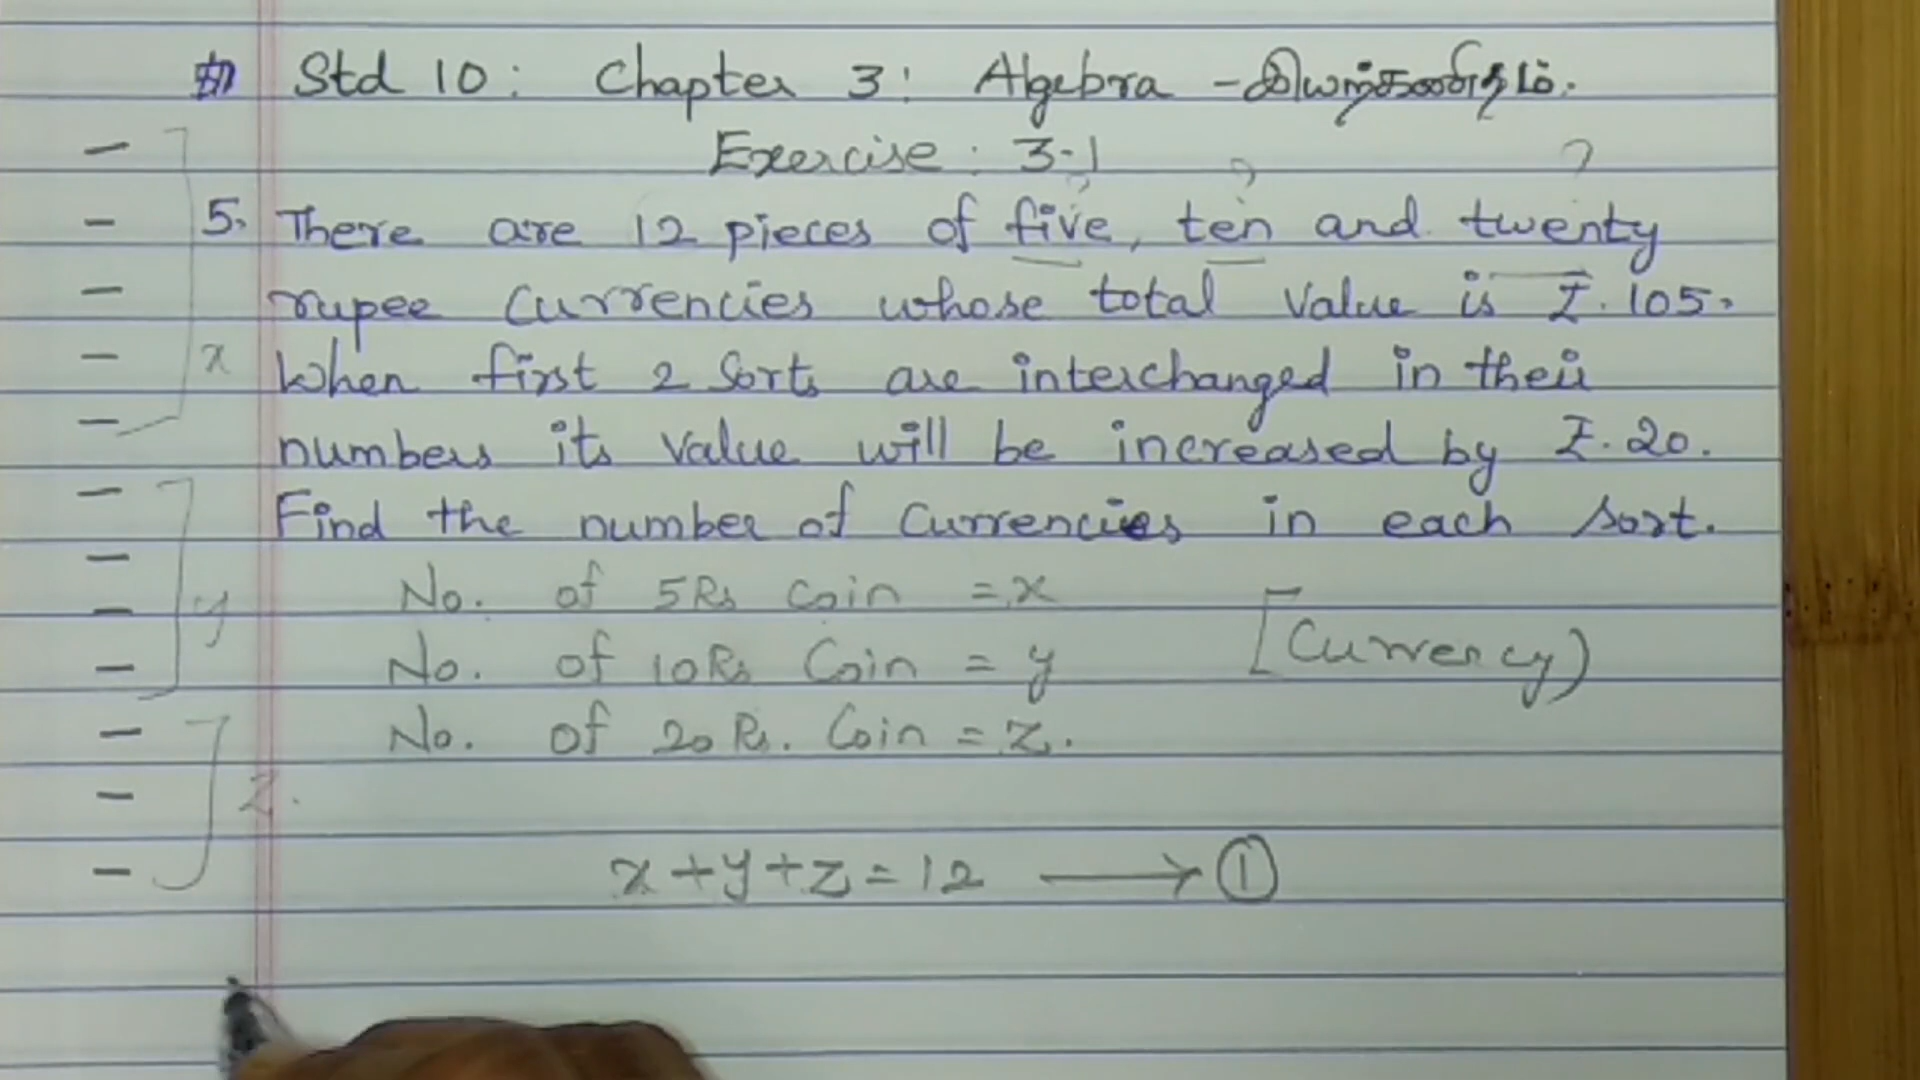 # Std 10: Chapter 3: Algebra - இயற்கணிதம்.
Exercise: 3.1
5. There are 12 pieces of five, ten and twenty
rupee currencies whose total value is ₹.105.
When first 2 Sorts are interchanged in their
numbers its value will be increased by ₹.20.
Find the number of Currencies in each sort.
No. of 5Rs Coin = x
No. of 10Rs Coin = y [Currency)
No. of 20 Rs. Coin = z.
x+y+z=12 → ①
x
y
z.